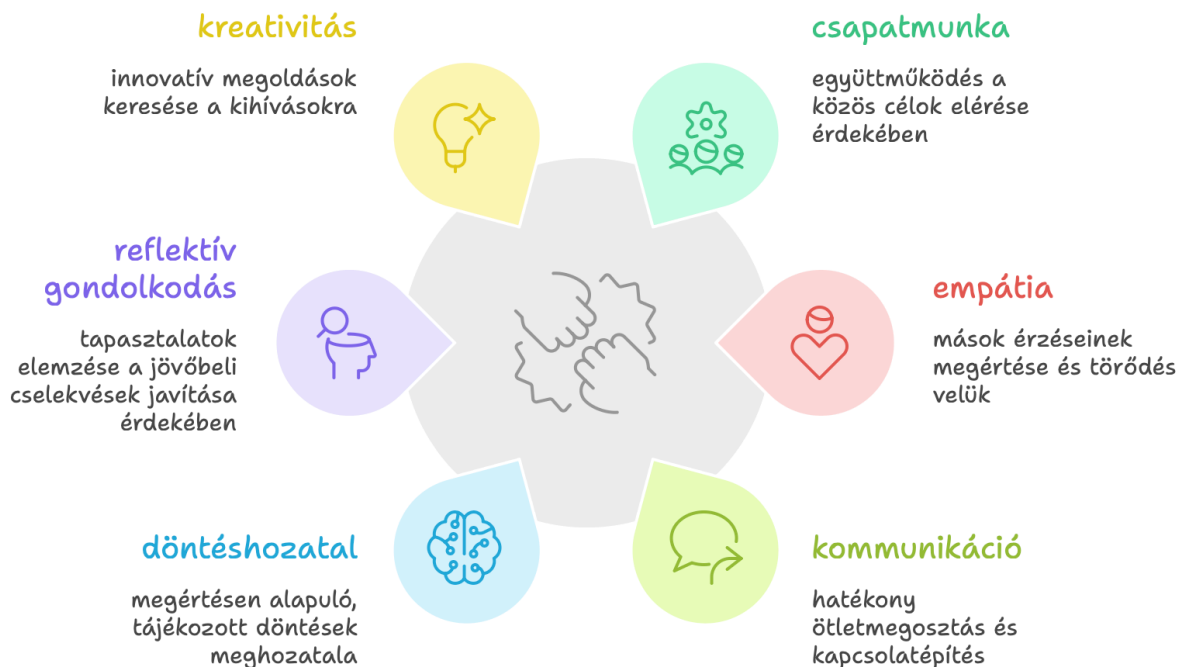 kreativitás
innovatív megoldások
keresése a kihívásokra
csapatmunka
együttműködés a
közös célok elérése
érdekében
reflektív
gondolkodás
tapasztalatok
elemzése a jövőbeli
cselekvések javítása
érdekében
empátia
mások érzéseinek
megértése és törődés
velük
döntéshozatal
megértésen alapuló,
tájékozott döntések
meghozatala
kommunikáció
hatékony
ötletmegosztás és
kapcsolatépítés